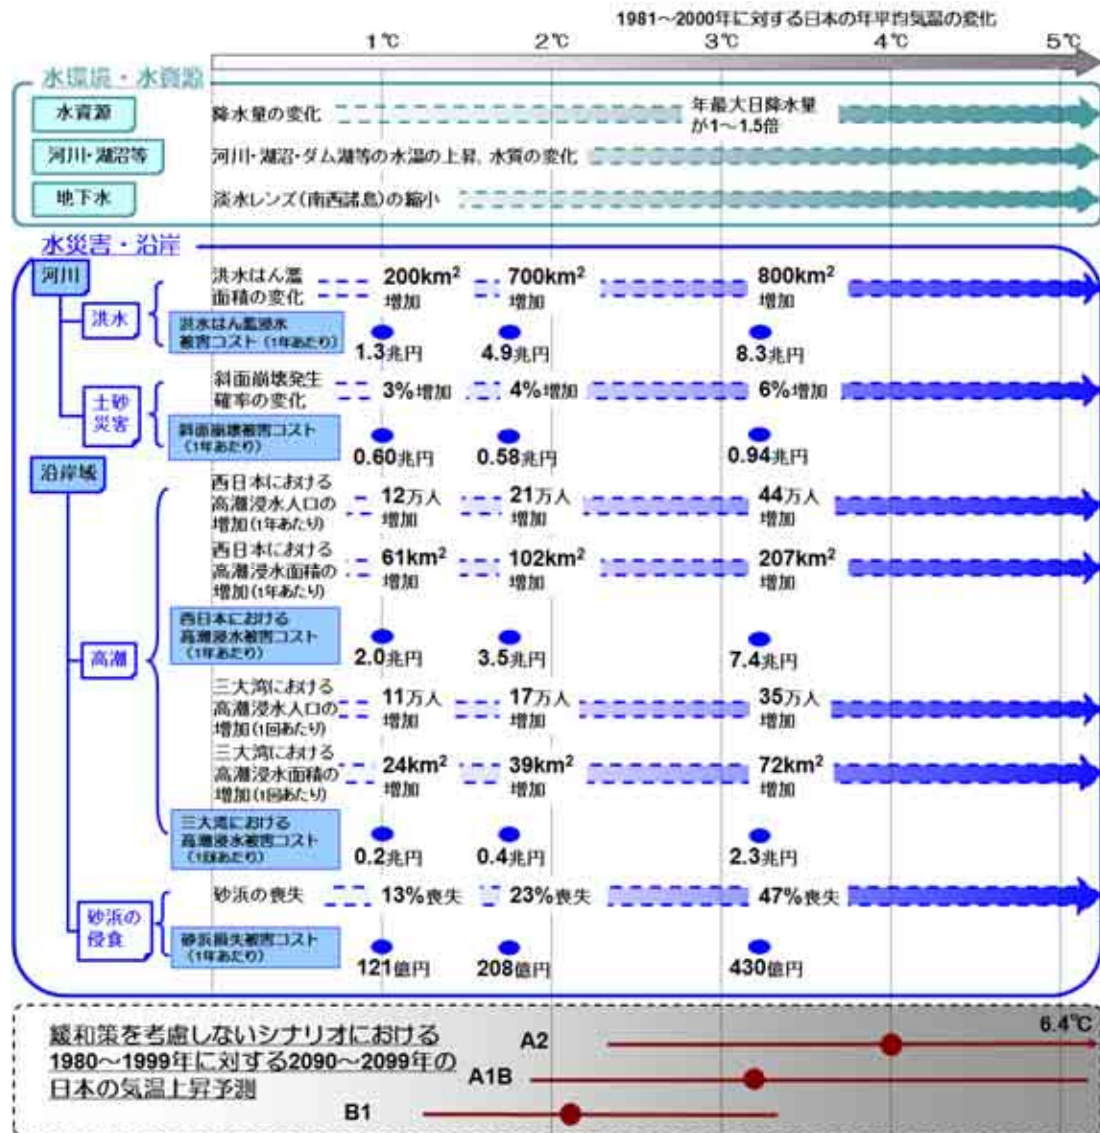 1981～2000年に対する日本の年平均気温の変化
1℃ 2℃ 3℃ 4℃ 5℃
水環境・水資源
水資源
降水量の変化
年最大日降水量
が1～1.5倍
河川・湖沼等
河川・湖沼・ダム湖等の水温の上昇, 水質の変化
地下水
淡水レンズ(南西諸島)の縮小
水災害・沿岸
河川
洪水
洪水はん濫
面積の変化
200km² 700km² 800km²
増加 増加 増加
洪水はん濫浸水
被害コスト (1年あたり)
1.3兆円 4.9兆円 8.3兆円
土砂
災害
斜面崩壊発生
確率の変化
3%増加 4%増加 6%増加
斜面崩壊被害コスト
(1年あたり)
0.60兆円 0.58兆円 0.94兆円
沿岸域
高潮
西日本における
高潮浸水人口の
増加(1年あたり)
12万人 21万人 44万人
増加 増加 増加
西日本における
高潮浸水面積の
増加(1年あたり)
61km² 102km² 207km²
増加 増加 増加
西日本における
高潮浸水被害コスト
(1年あたり)
2.0兆円 3.5兆円 7.4兆円
三大湾における
高潮浸水人口の
増加(1回あたり)
11万人 17万人 35万人
増加 増加 増加
三大湾における
高潮浸水面積の
増加(1回あたり)
24km² 39km² 72km²
増加 増加 増加
三大湾における
高潮浸水被害コスト
(1回あたり)
0.2兆円 0.4兆円 2.3兆円
砂浜の
侵食
砂浜の喪失
13%喪失 23%喪失 47%喪失
砂浜損失被害コスト
(1年あたり)
121億円 208億円 430億円
緩和策を考慮しないシナリオにおける
1980～1999年に対する2090～2099年の
日本の気温上昇予測
6.4℃
A2
A1B
B1